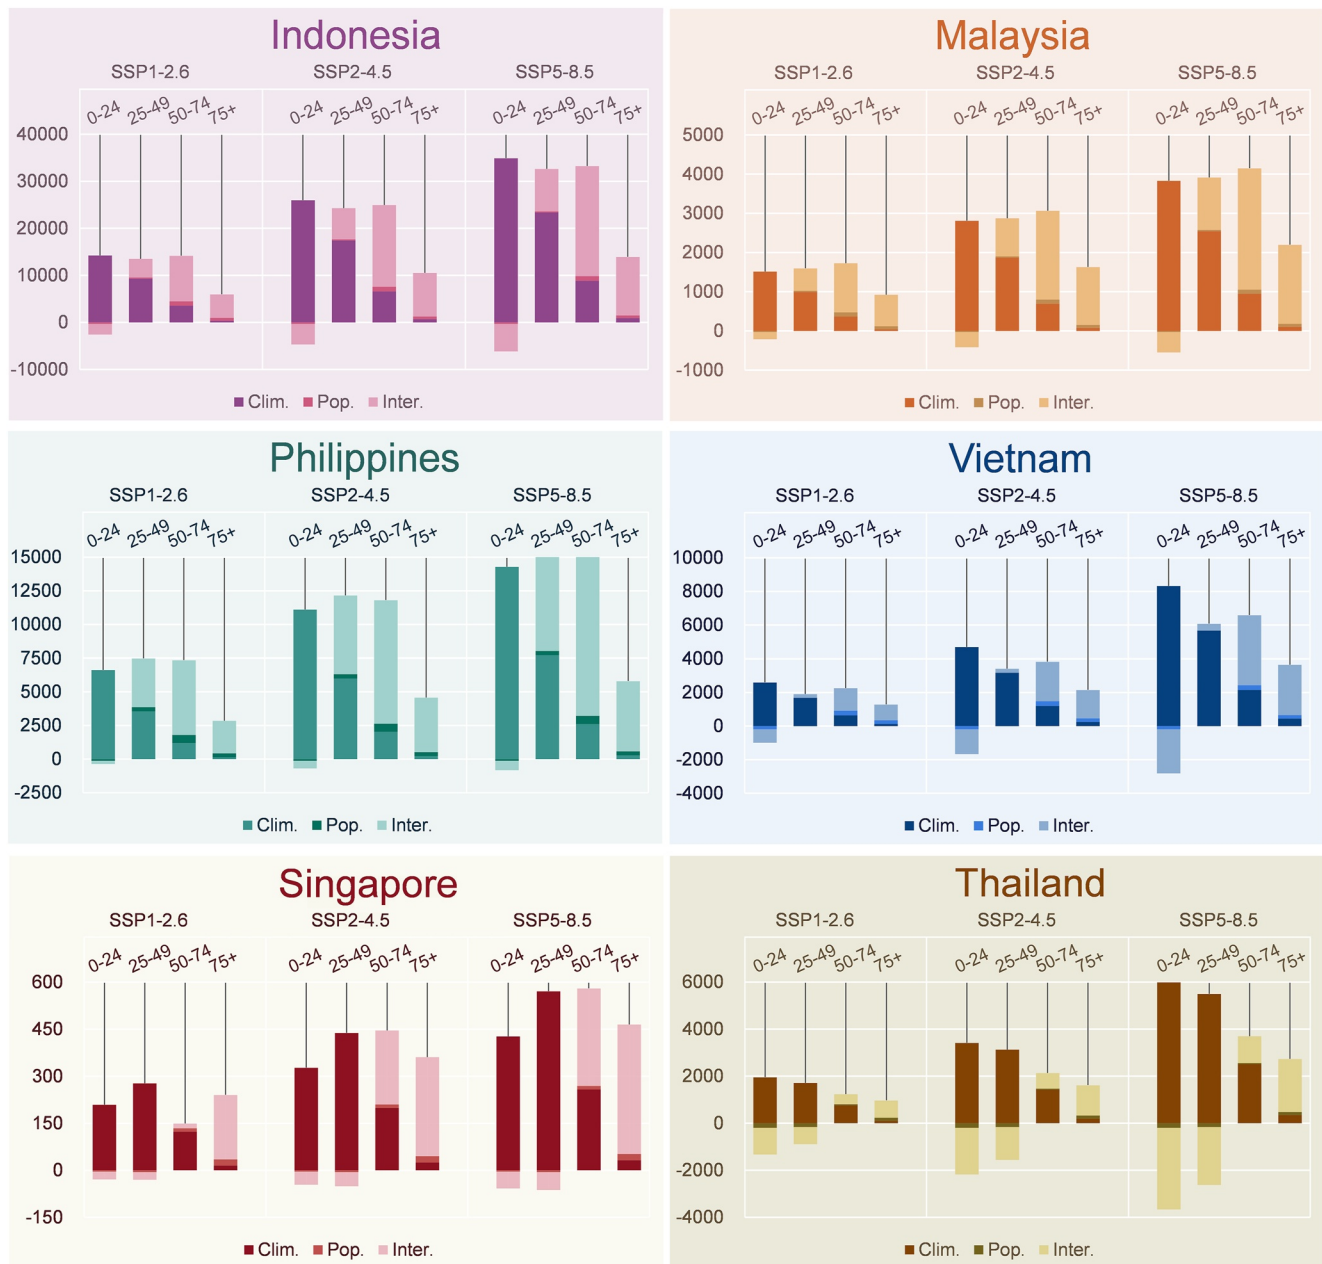 Indonesia
SSP1-2.6 SSP2-4.5 SSP5-8.5
0-24 25-49 50-74 75+ 0-24 25-49 50-74 75+ 0-24 25-49 50-74 75+
40000
30000
20000
10000
0
-10000
Clim. Pop. Inter.
Malaysia
SSP1-2.6 SSP2-4.5 SSP5-8.5
0-24 25-49 50-74 75+ 0-24 25-49 50-74 75+ 0-24 25-49 50-74 75+
5000
4000
3000
2000
1000
0
-1000
Clim. Pop. Inter.
Philippines
SSP1-2.6 SSP2-4.5 SSP5-8.5
0-24 25-49 50-74 75+ 0-24 25-49 50-74 75+ 0-24 25-49 50-74 75+
15000
12500
10000
7500
5000
2500
0
-2500
Clim. Pop. Inter.
Vietnam
SSP1-2.6 SSP2-4.5 SSP5-8.5
0-24 25-49 50-74 75+ 0-24 25-49 50-74 75+ 0-24 25-49 50-74 75+
10000
8000
6000
4000
2000
0
-2000
-4000
Clim. Pop. Inter.
Singapore
SSP1-2.6 SSP2-4.5 SSP5-8.5
0-24 25-49 50-74 75+ 0-24 25-49 50-74 75+ 0-24 25-49 50-74 75+
600
450
300
150
0
-150
Clim. Pop. Inter.
Thailand
SSP1-2.6 SSP2-4.5 SSP5-8.5
0-24 25-49 50-74 75+ 0-24 25-49 50-74 75+ 0-24 25-49 50-74 75+
6000
4000
2000
0
-2000
-4000
Clim. Pop. Inter.